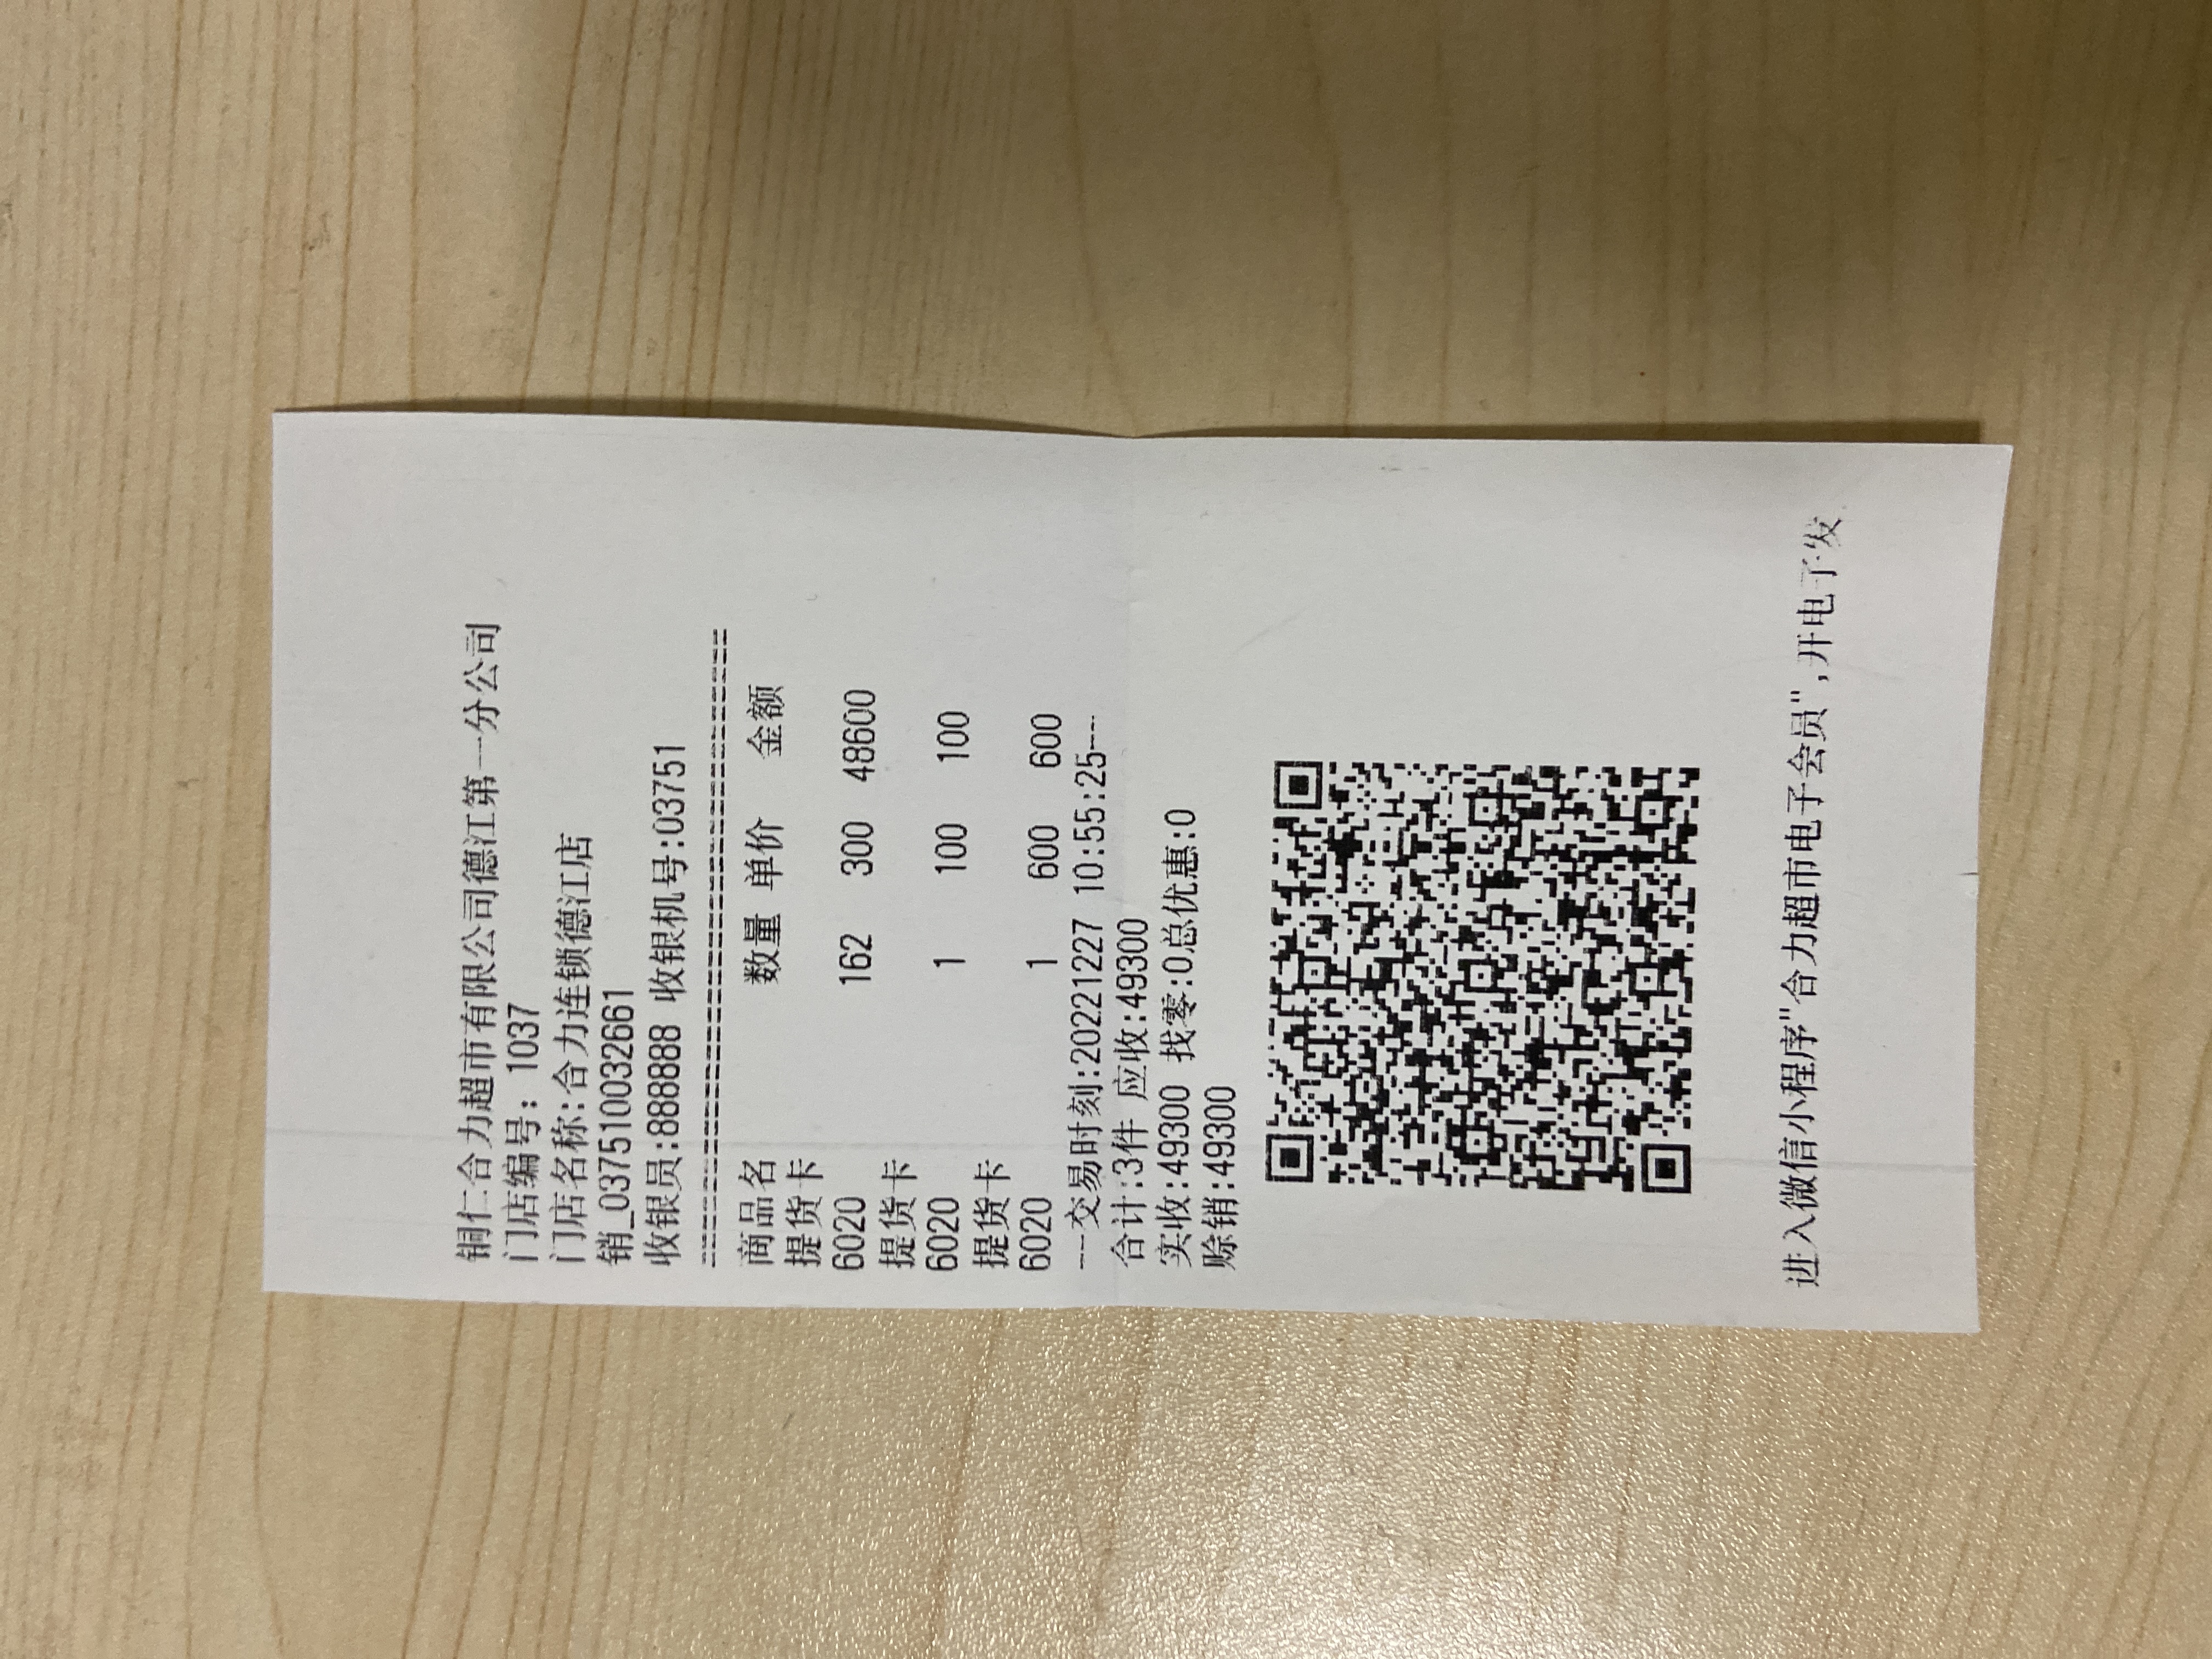 铜仁合力超市有限公司德江第一分公司
门店编号: 1037
门店名称:合力连锁德江店
销_0375100032661
收银员:888888 收银机号:03751
========================================
商品名 数量 单价 金额
提货卡
6020 162 300 48600
提货卡
6020 1 100 100
提货卡
6020 1 600 600
---交易时刻:20221227 10:55:25---
合计:3件 应收:49300
实收:49300 找零:0总优惠:0
赊销:49300
进入微信小程序"合力超市电子会员",开电子发